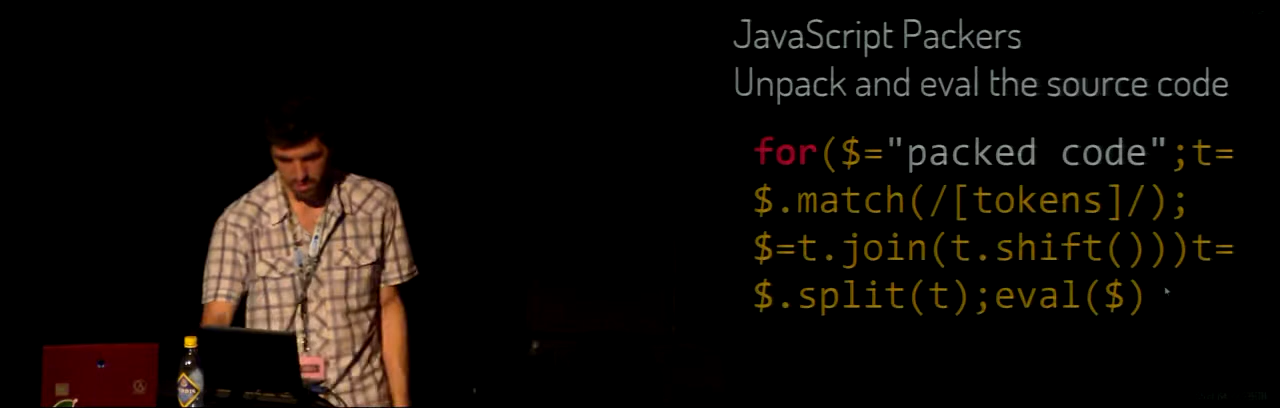 JavaScript Packers
Unpack and eval the source code
for($="packed code";t=
$.match(/[tokens]/);
$=t.join(t.shift()))t=
$.split(t);eval($)